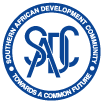 SOUTHERN AFRICAN DEVELOPMENT COMMUNITY
SADC
TOWARDS A COMMON FUTURE